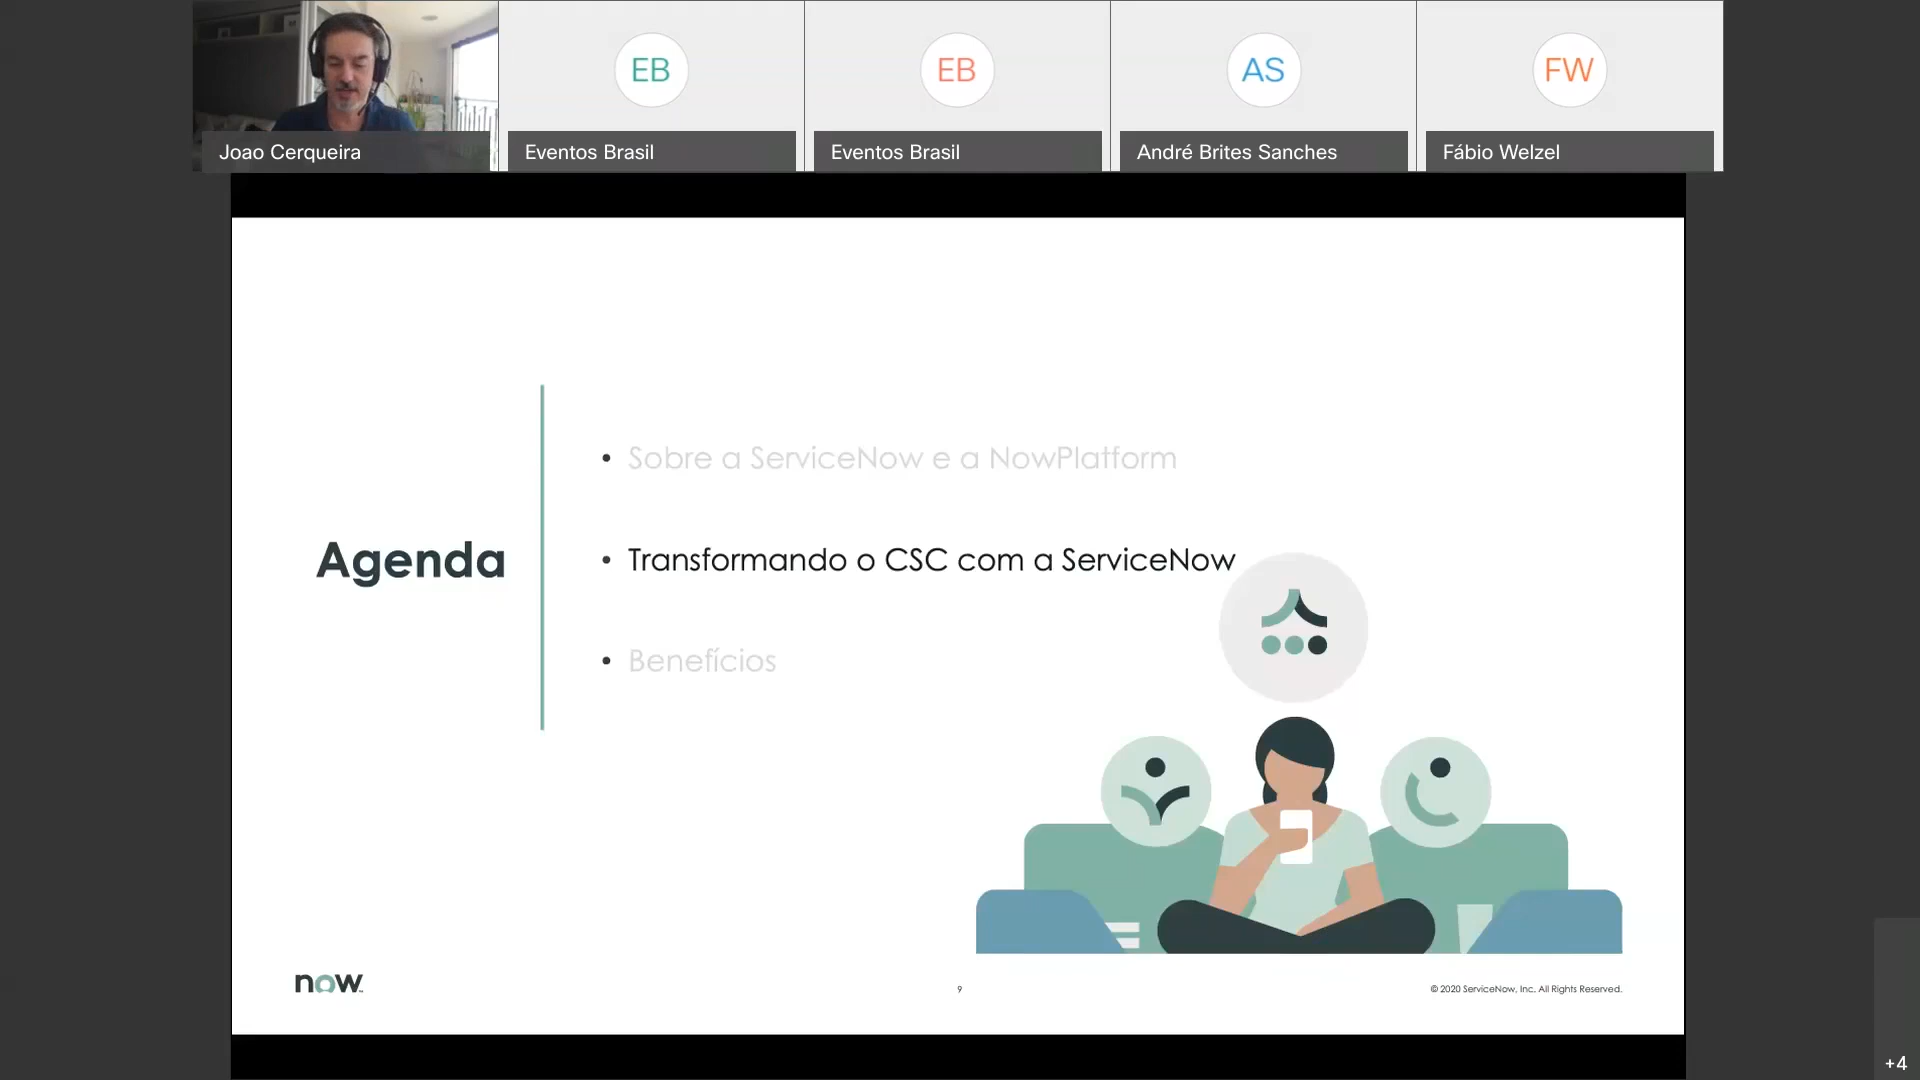 EB
EB
AS
FW
Joao Cerqueira
Eventos Brasil
Eventos Brasil
André Brites Sanches
Fábio Welzel
Agenda
• Sobre a ServiceNow e a NowPlatform
• Transformando o CSC com a ServiceNow
• Benefícios
now
9
© 2020 ServiceNow, Inc. All Rights Reserved.
+4